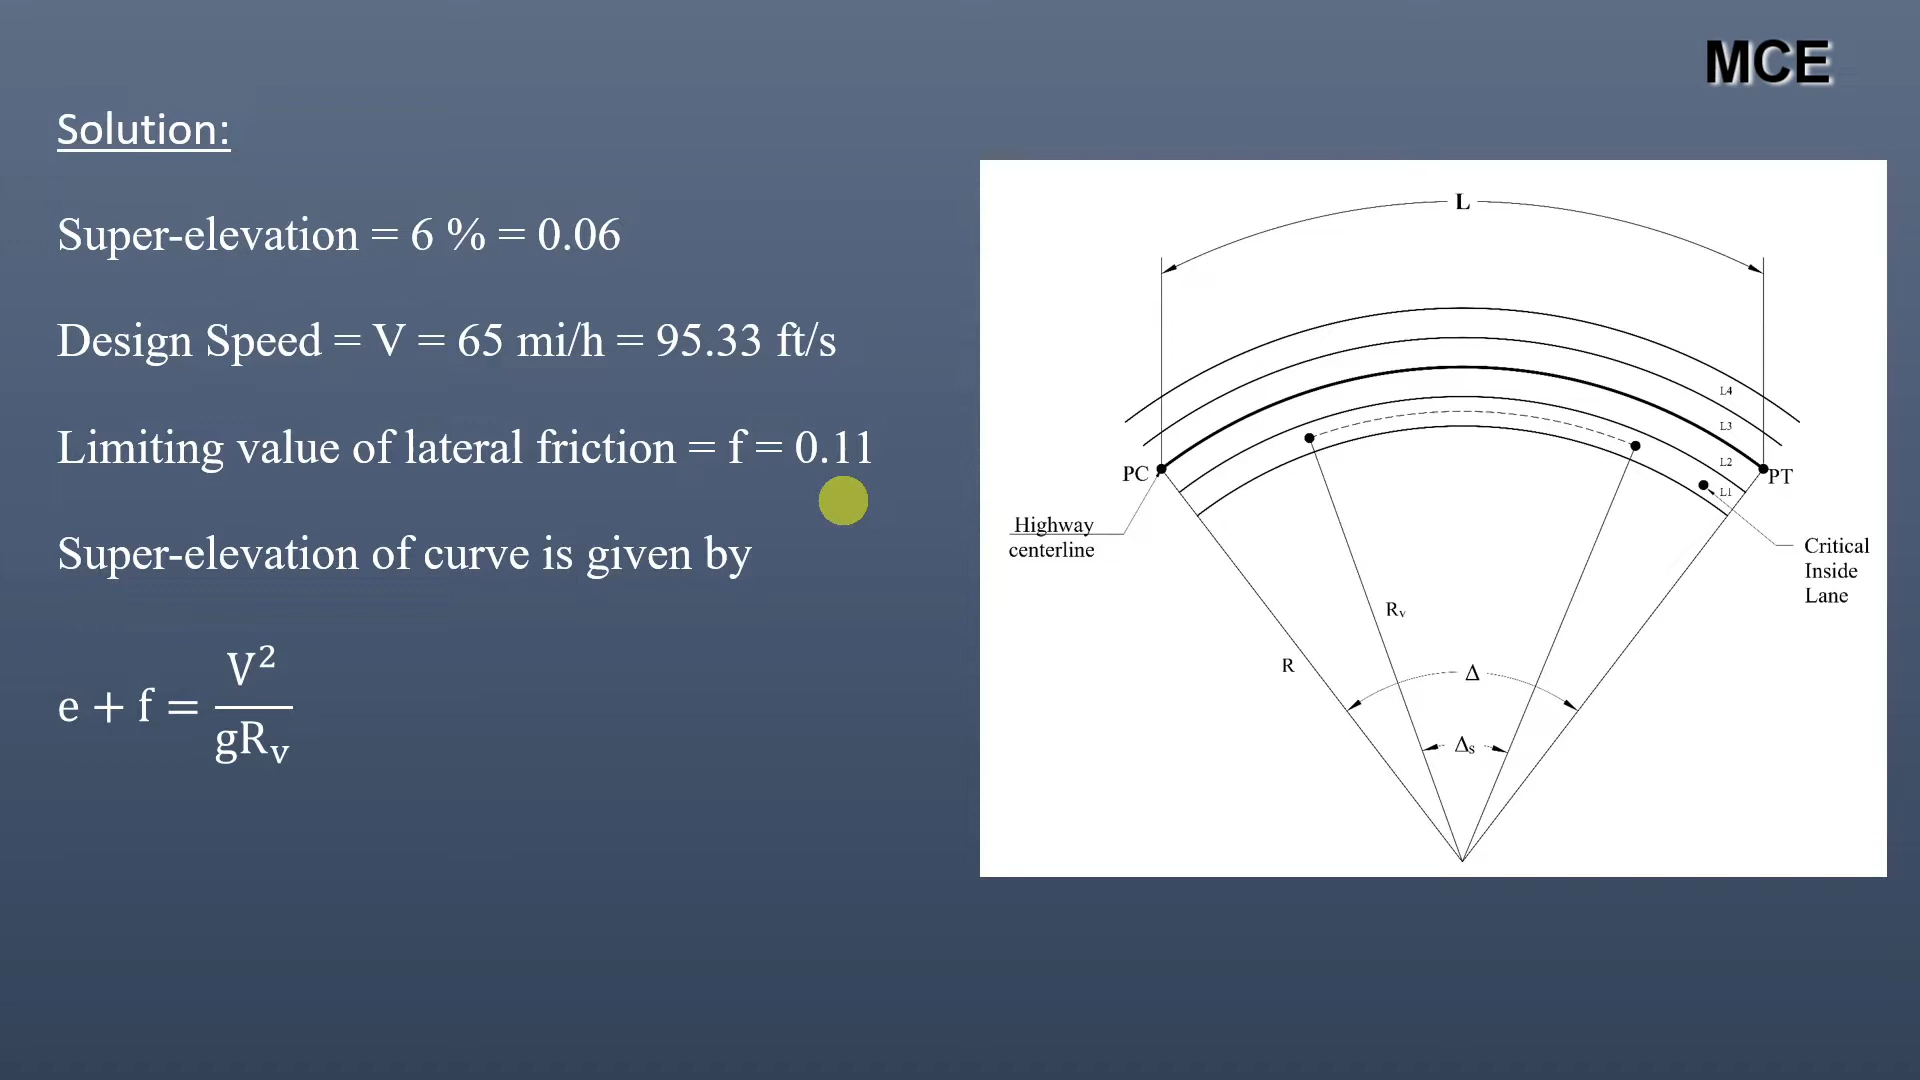 MCE
Solution:
Super-elevation = 6 % = 0.06
Design Speed = V = 65 mi/h = 95.33 ft/s
Limiting value of lateral friction = f = 0.11
Super-elevation of curve is given by
e + f = V² / gRᵥ
L
L4
L3
L2
L1
PC
PT
Highway
centerline
Critical
Inside
Lane
Rᵥ
R
Δ
Δₛ